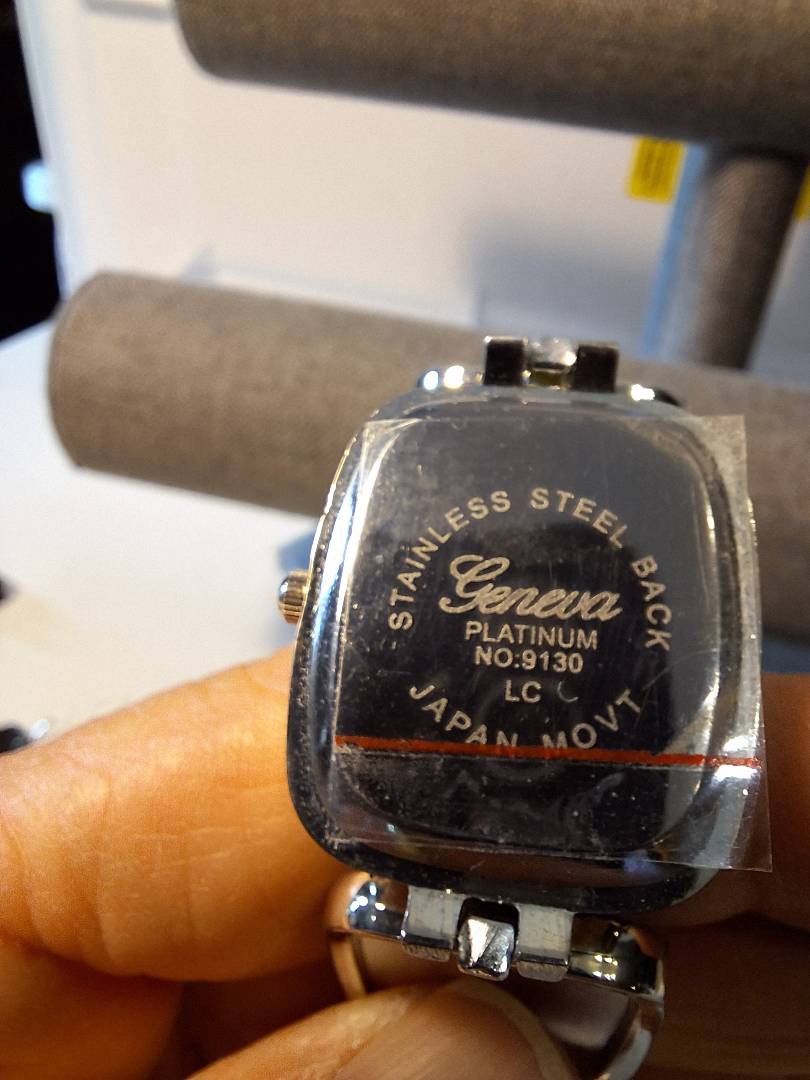 STAINLESS STEEL BACK
Geneva
PLATINUM
NO:9130
LC
JAPAN MOVT